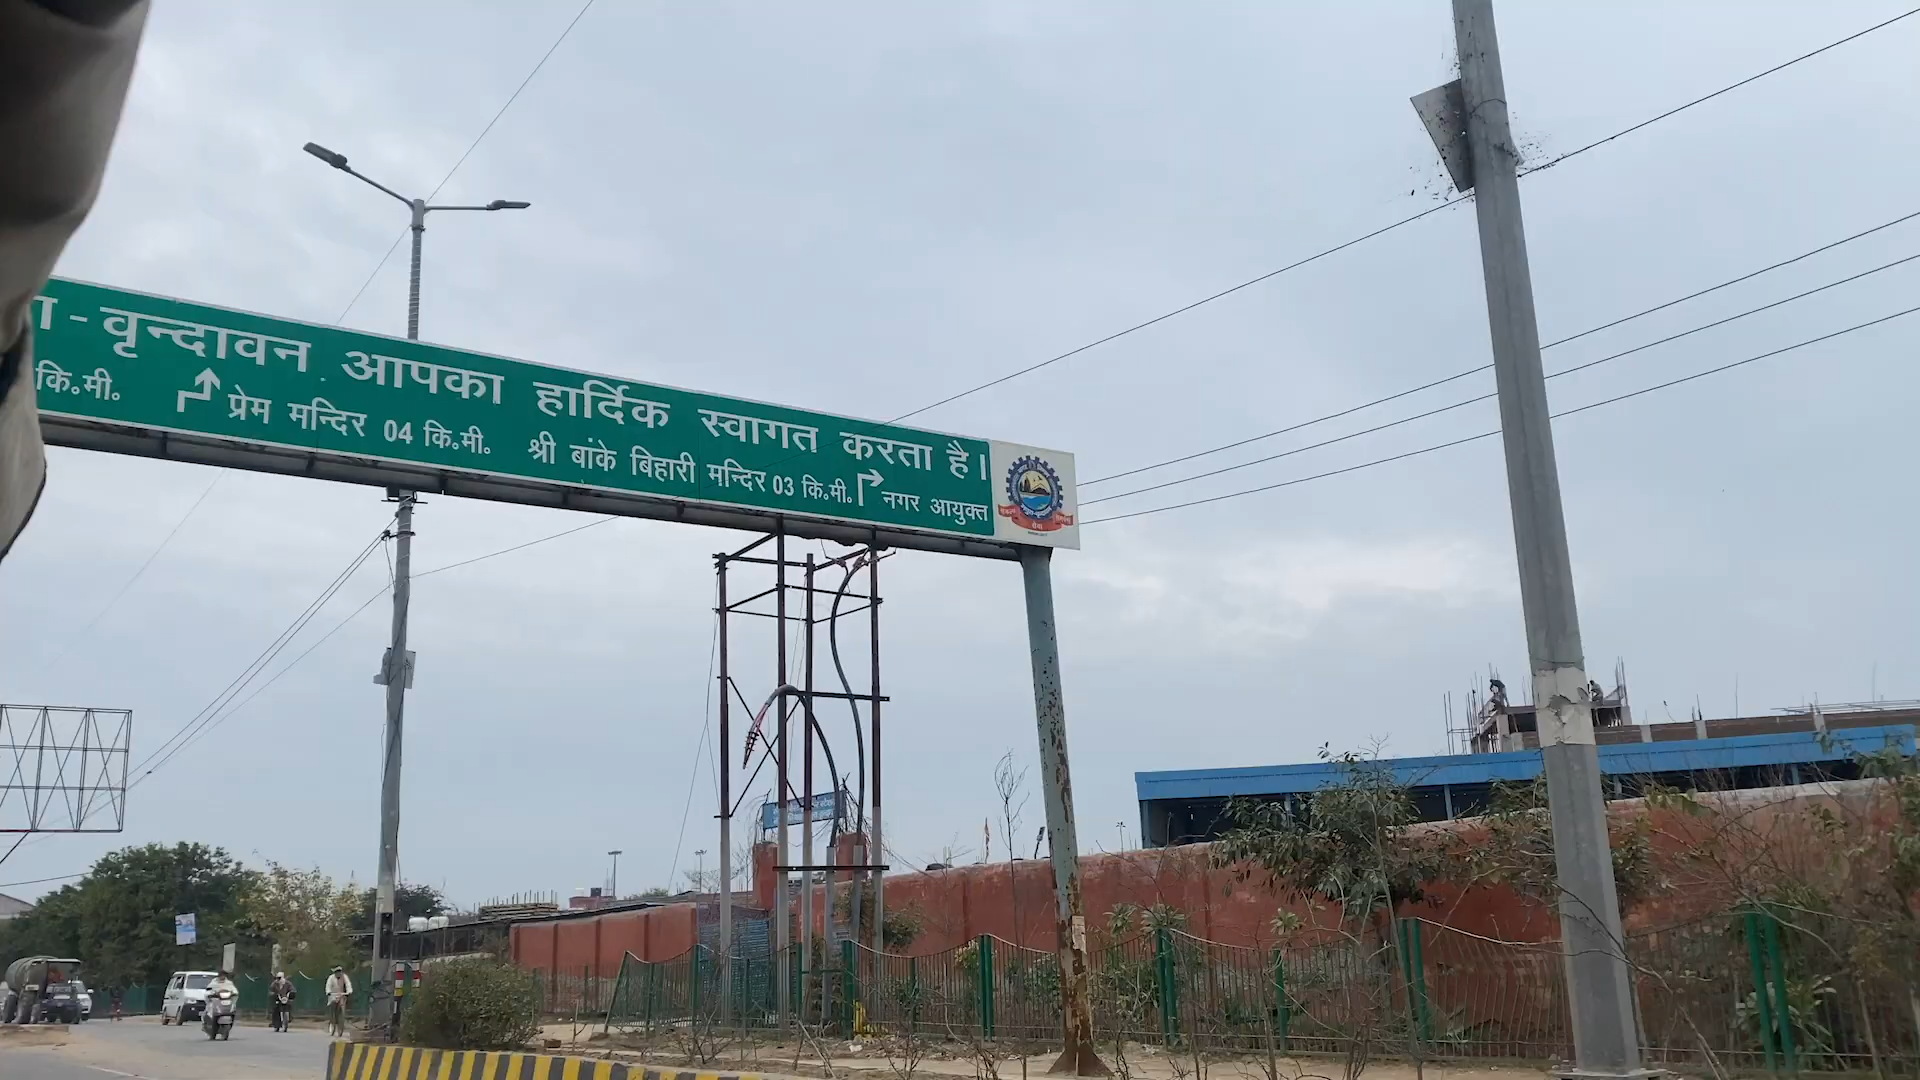 वृन्दावन आपका हार्दिक स्वागत करता है।
कि॰मी॰ प्रेम मन्दिर 04 कि॰मी॰ श्री बांके बिहारी मन्दिर 03 कि॰मी॰ नगर आयुक्त
सेवा